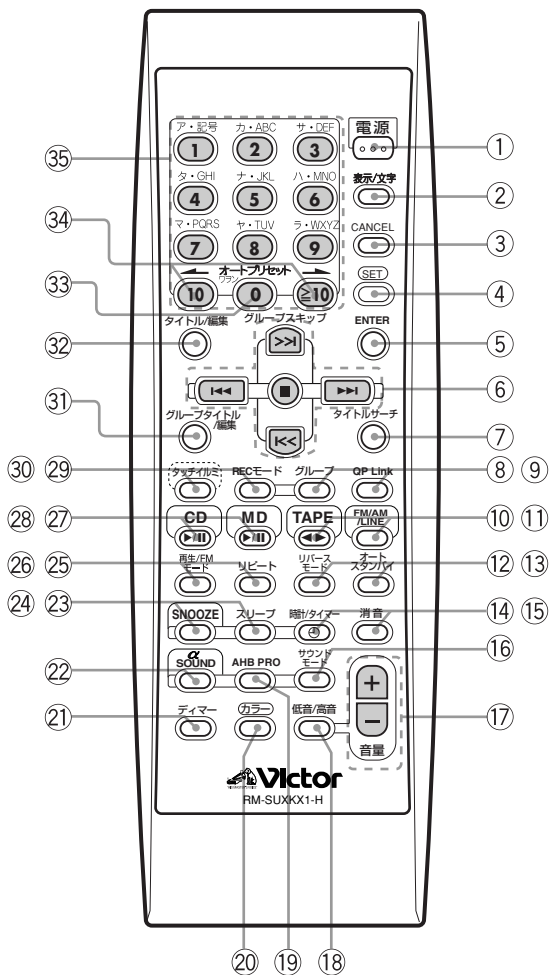 ア・記号 カ・ABC サ・DEF
電源
㉟ 1 2 3 ①
タ・GHI ナ・JKL ハ・MNO
表示/文字
4 5 6 ②
マ・PQRS ヤ・TUV ラ・WXYZ
CANCEL
㉞ 7 8 9 ③
オートプリセット
SET
㉝ 10 ワラン 0 ≧10 ④
タイトル/編集 グループスキップ ENTER
㉜ ⑤
⑥
グループタイトル
/編集
タイトルサーチ
㉛ ⑦
タッチイルミ RECモード グループ QP Link
㉚ ㉙ ⑧ ⑨
CD MD TAPE FM/AM
/LINE
㉘ ㉗ ⑩ ⑪
再生/FM
モード
リピート
リバース
モード
オート
スタンバイ
㉖ ㉕ ⑫ ⑬
SNOOZE スリープ 時計/タイマー 消音
㉔ ㉓ ⑭ ⑮
α
SOUND
AHB PRO
サウンド
モード
㉒ ⑯
+
−
音量
⑰
ディマー カラー 低音/高音
㉑
Victor
RM-SUXKX1-H
⑳ ⑲ ⑱